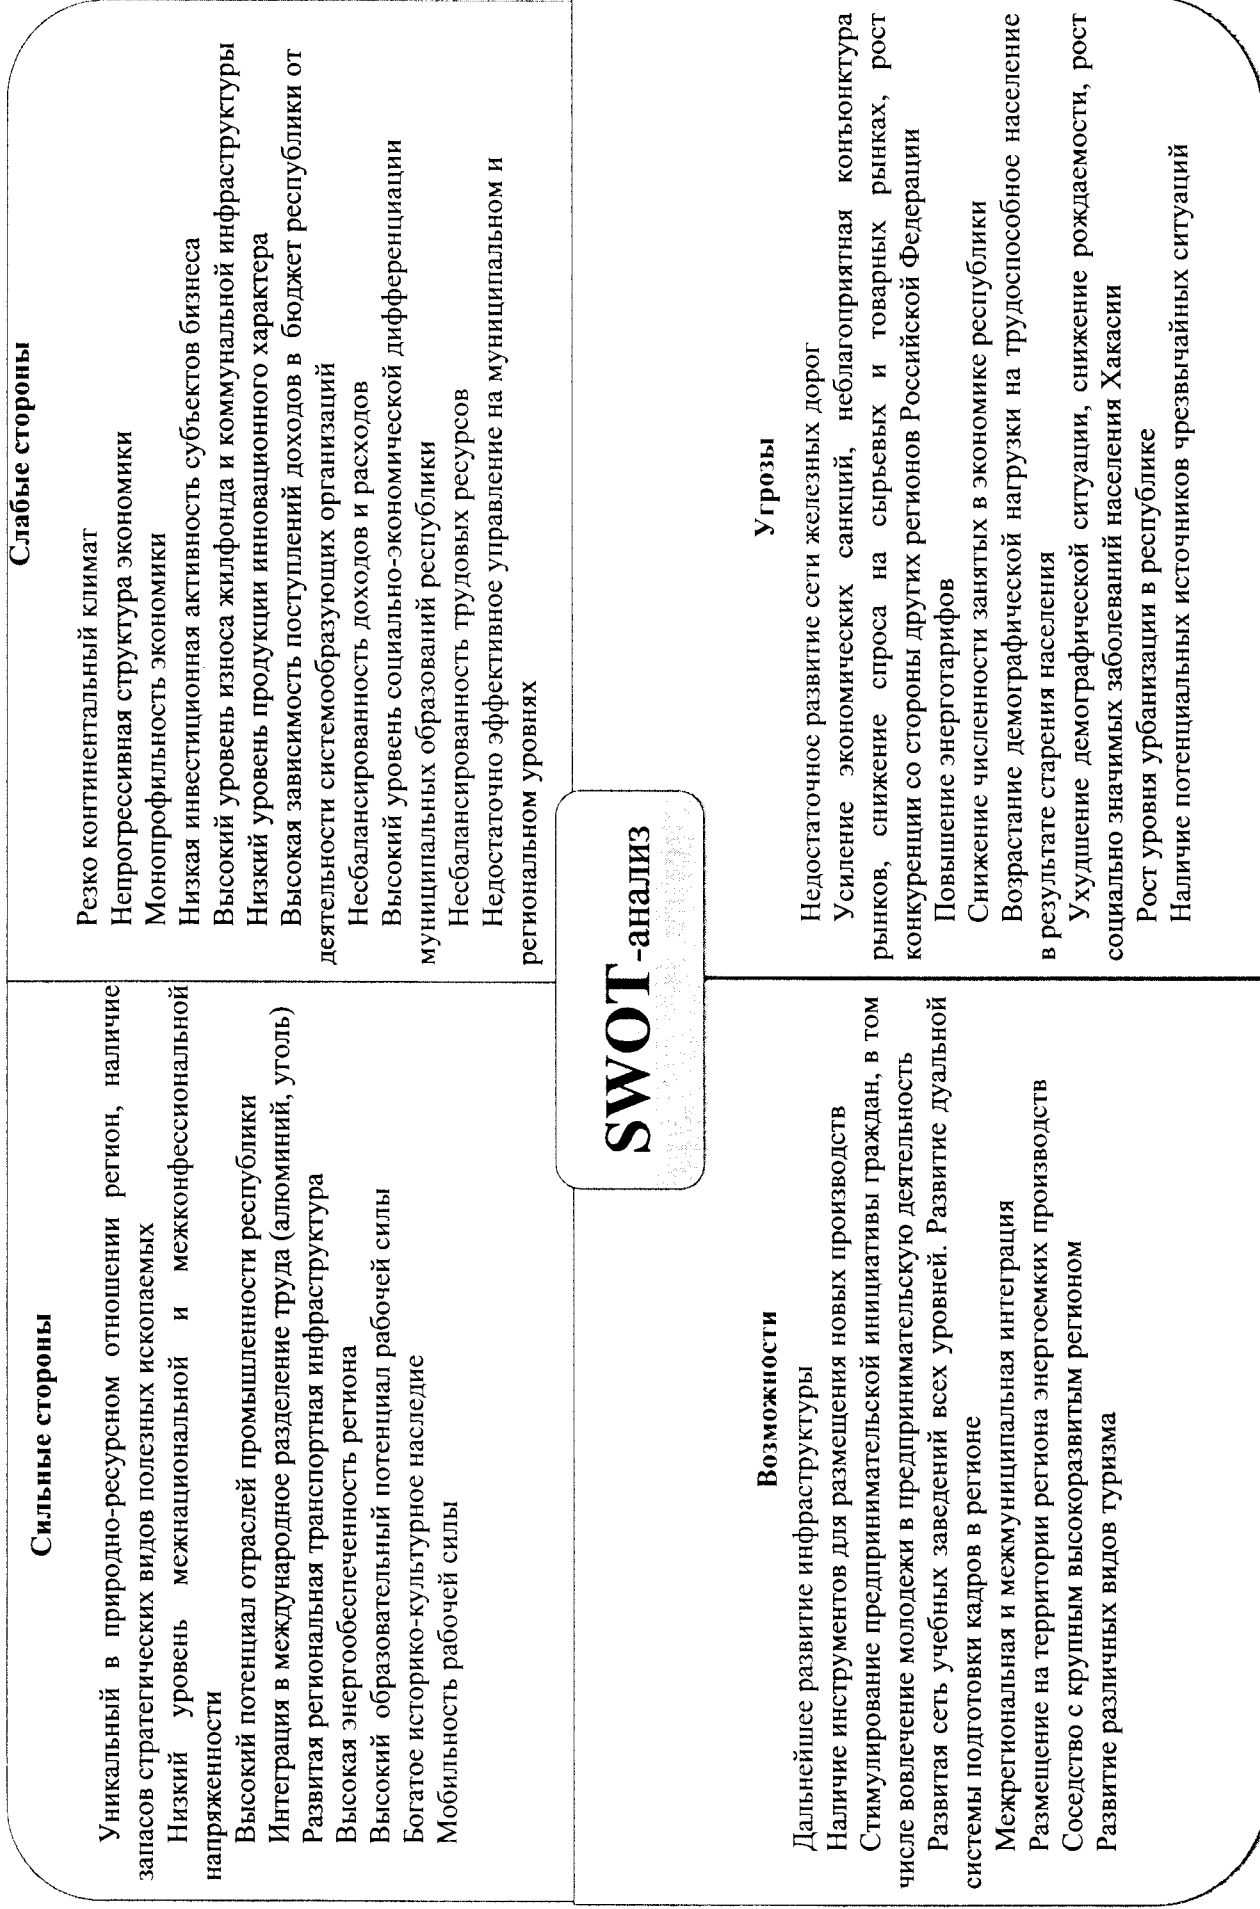 Сильные стороны
Уникальный в природно-ресурсном отношении регион, наличие
запасов стратегических видов полезных ископаемых
Низкий уровень межнациональной и межконфессиональной
напряженности
Высокий потенциал отраслей промышленности республики
Интеграция в международное разделение труда (алюминий, уголь)
Развитая региональная транспортная инфраструктура
Высокая энергообеспеченность региона
Высокий образовательный потенциал рабочей силы
Богатое историко-культурное наследие
Мобильность рабочей силы
Слабые стороны
Резко континентальный климат
Непрогрессивная структура экономики
Монопрофильность экономики
Низкая инвестиционная активность субъектов бизнеса
Высокий уровень износа жилфонда и коммунальной инфраструктуры
Низкий уровень продукции инновационного характера
Высокая зависимость поступлений доходов в бюджет республики от
деятельности системообразующих организаций
Несбалансированность доходов и расходов
Высокий уровень социально-экономической дифференциации
муниципальных образований республики
Несбалансированность трудовых ресурсов
Недостаточно эффективное управление на муниципальном и
региональном уровнях
SWOT-анализ
Возможности
Дальнейшее развитие инфраструктуры
Наличие инструментов для размещения новых производств
Стимулирование предпринимательской инициативы граждан, в том
числе вовлечение молодежи в предпринимательскую деятельность
Развитая сеть учебных заведений всех уровней. Развитие дуальной
системы подготовки кадров в регионе
Межрегиональная и межмуниципальная интеграция
Размещение на территории региона энергоемких производств
Соседство с крупным высокоразвитым регионом
Развитие различных видов туризма
Угрозы
Недостаточное развитие сети железных дорог
Усиление экономических санкций, неблагоприятная конъюнктура
рынков, снижение спроса на сырьевых и товарных рынках, рост
конкуренции со стороны других регионов Российской Федерации
Повышение энерготарифов
Снижение численности занятых в экономике республики
Возрастание демографической нагрузки на трудоспособное население
в результате старения населения
Ухудшение демографической ситуации, снижение рождаемости, рост
социально значимых заболеваний населения Хакасии
Рост уровня урбанизации в республике
Наличие потенциальных источников чрезвычайных ситуаций